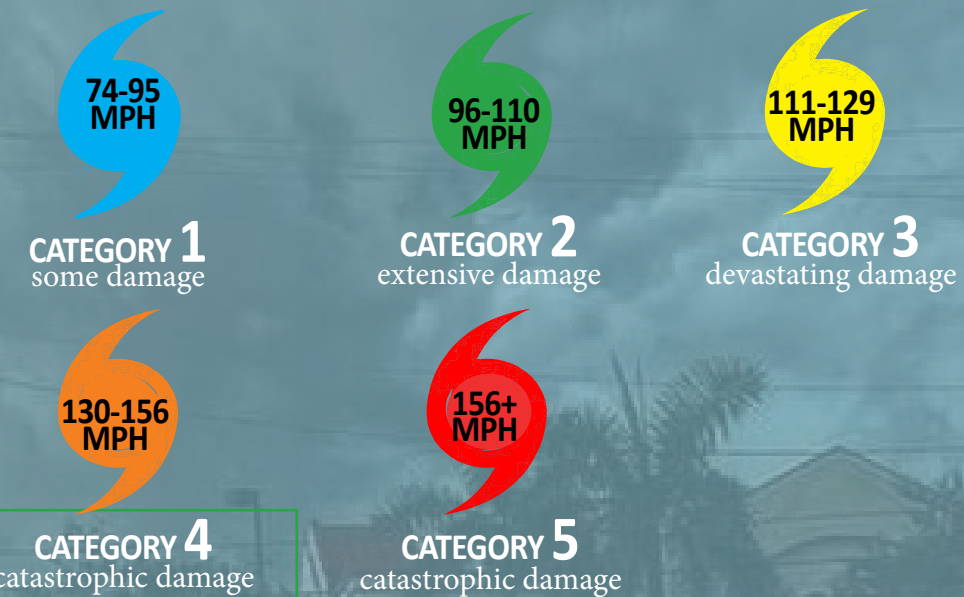 74-95
MPH
CATEGORY 1
some damage
96-110
MPH
CATEGORY 2
extensive damage
111-129
MPH
CATEGORY 3
devastating damage
130-156
MPH
CATEGORY 4
catastrophic damage
156+
MPH
CATEGORY 5
catastrophic damage